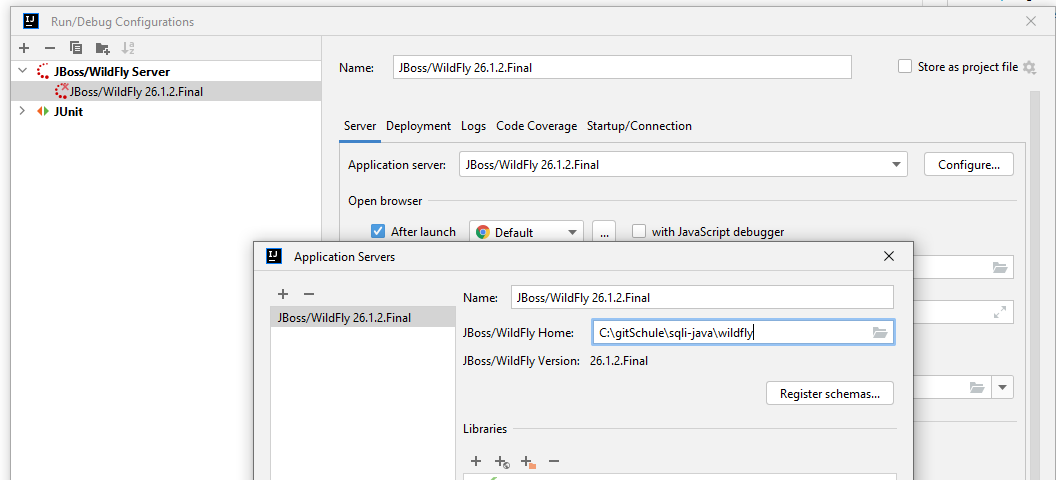 Run/Debug Configurations
JBoss/WildFly Server
JBoss/WildFly 26.1.2.Final
JUnit
Name: JBoss/WildFly 26.1.2.Final
Store as project file
Server Deployment Logs Code Coverage Startup/Connection
Application server: JBoss/WildFly 26.1.2.Final Configure...
Open browser
After launch Default ... with JavaScript debugger
Application Servers
JBoss/WildFly 26.1.2.Final
Name: JBoss/WildFly 26.1.2.Final
JBoss/WildFly Home: C:\gitSchule\sqli-java\wildfly
JBoss/WildFly Version: 26.1.2.Final
Register schemas...
Libraries